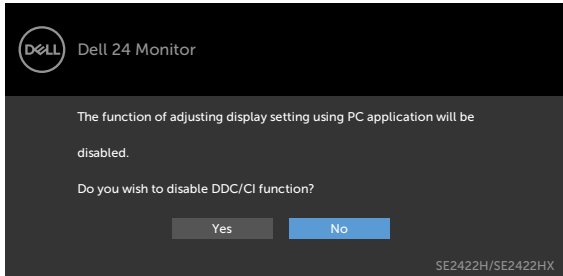 DELL
Dell 24 Monitor
The function of adjusting display setting using PC application will be
disabled.
Do you wish to disable DDC/CI function?
Yes
No
SE2422H/SE2422HX